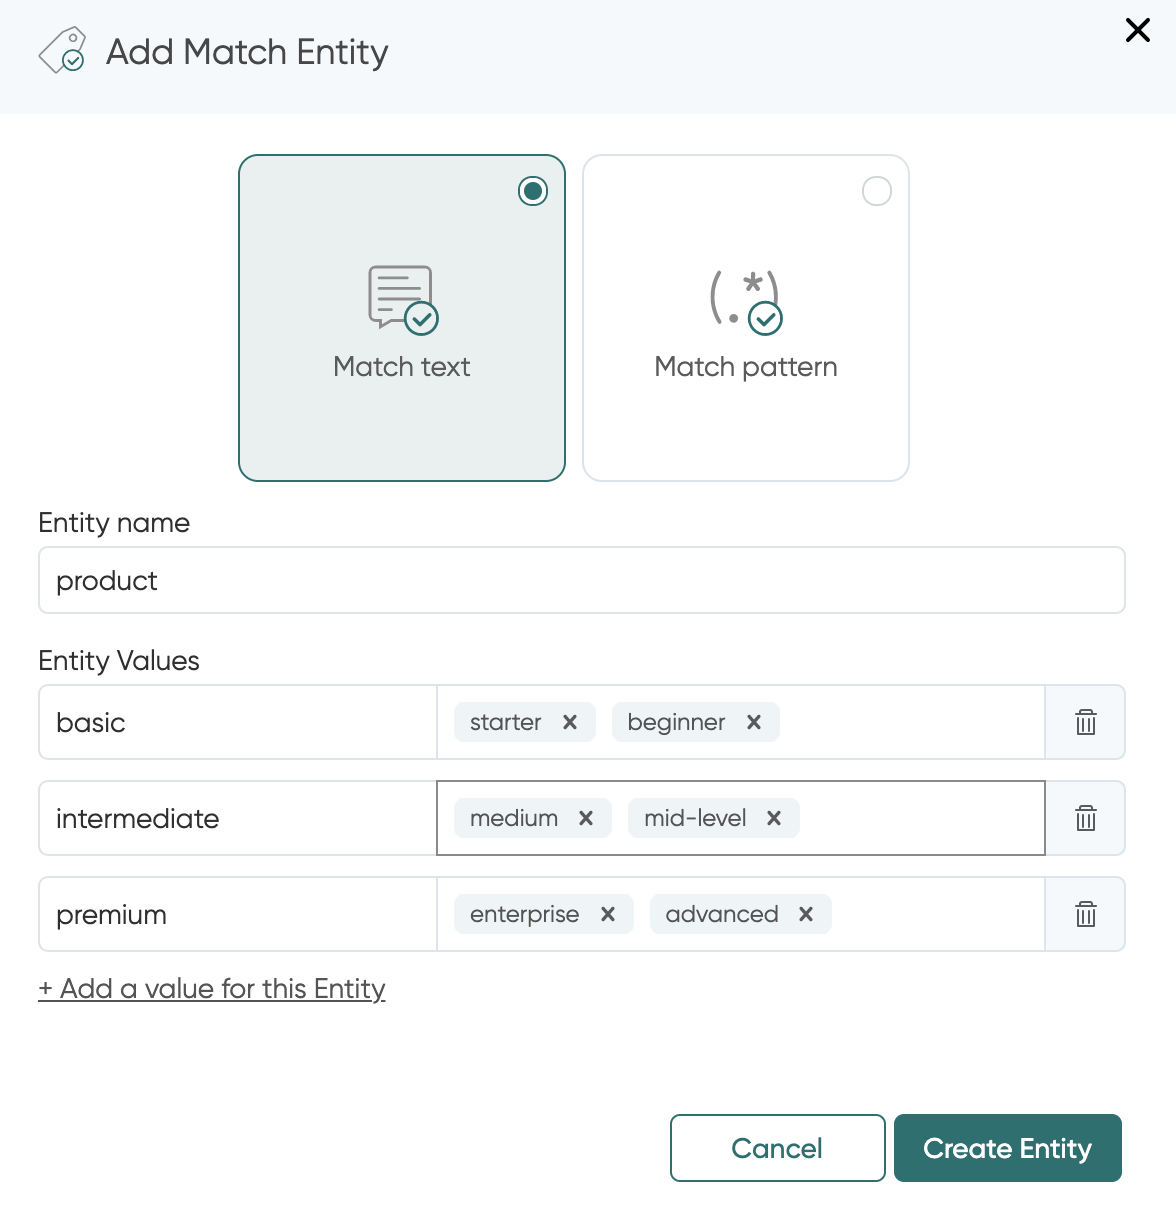 Add Match Entity
(.*)
Match text
Match pattern
Entity name
product
Entity Values
basic starter beginner
intermediate medium mid-level
premium enterprise advanced
+ Add a value for this Entity
Cancel Create Entity